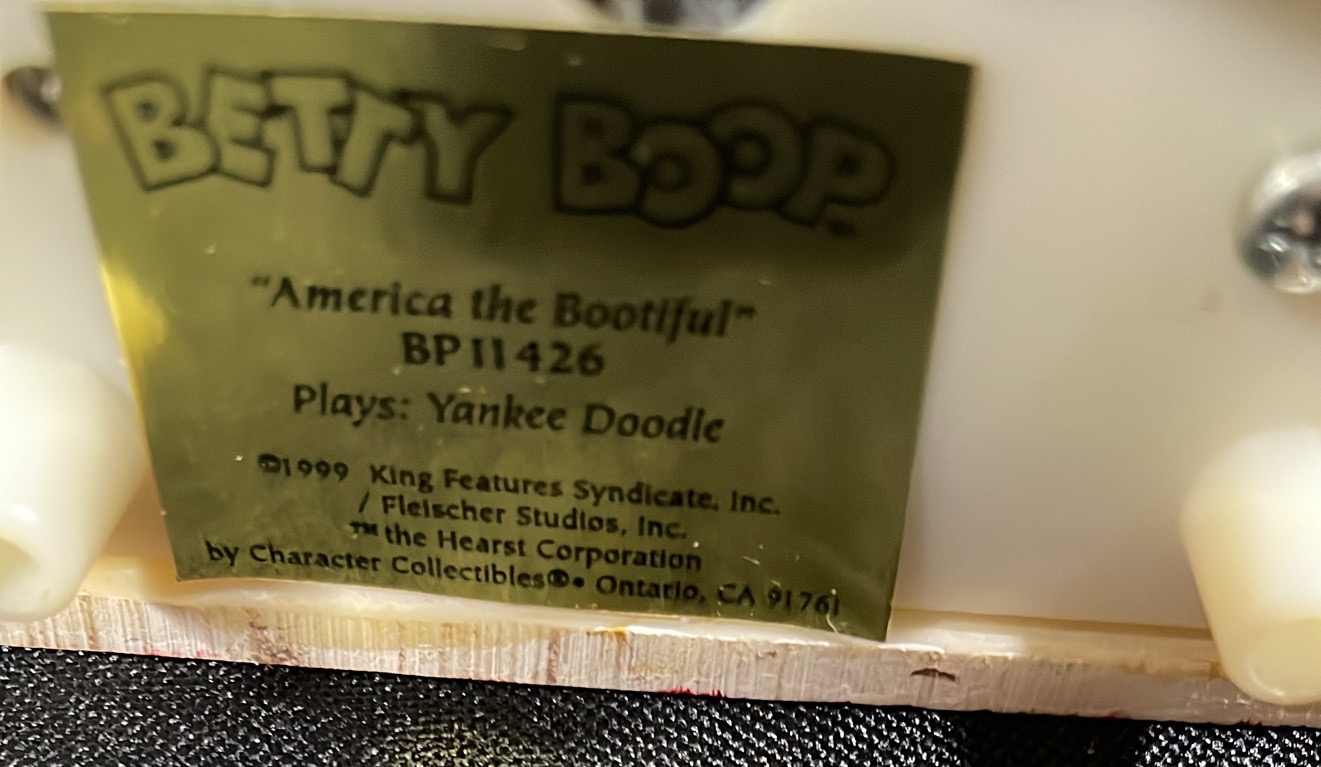 BETTY BOOP™
"America the Bootiful"
BP11426
Plays: Yankee Doodle
©1999 King Features Syndicate, Inc.
/ Fleischer Studios, Inc.
™ the Hearst Corporation
by Character Collectibles®• Ontario, CA 91761